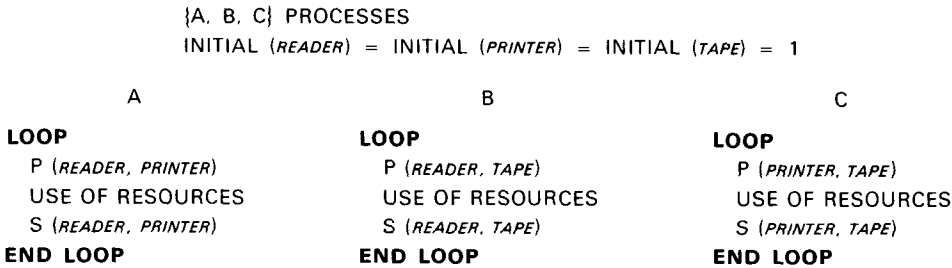 {A, B, C} PROCESSES
INITIAL (READER) = INITIAL (PRINTER) = INITIAL (TAPE) = 1
A B C
LOOP LOOP LOOP
P (READER, PRINTER) P (READER, TAPE) P (PRINTER, TAPE)
USE OF RESOURCES USE OF RESOURCES USE OF RESOURCES
S (READER, PRINTER) S (READER, TAPE) S (PRINTER, TAPE)
END LOOP END LOOP END LOOP